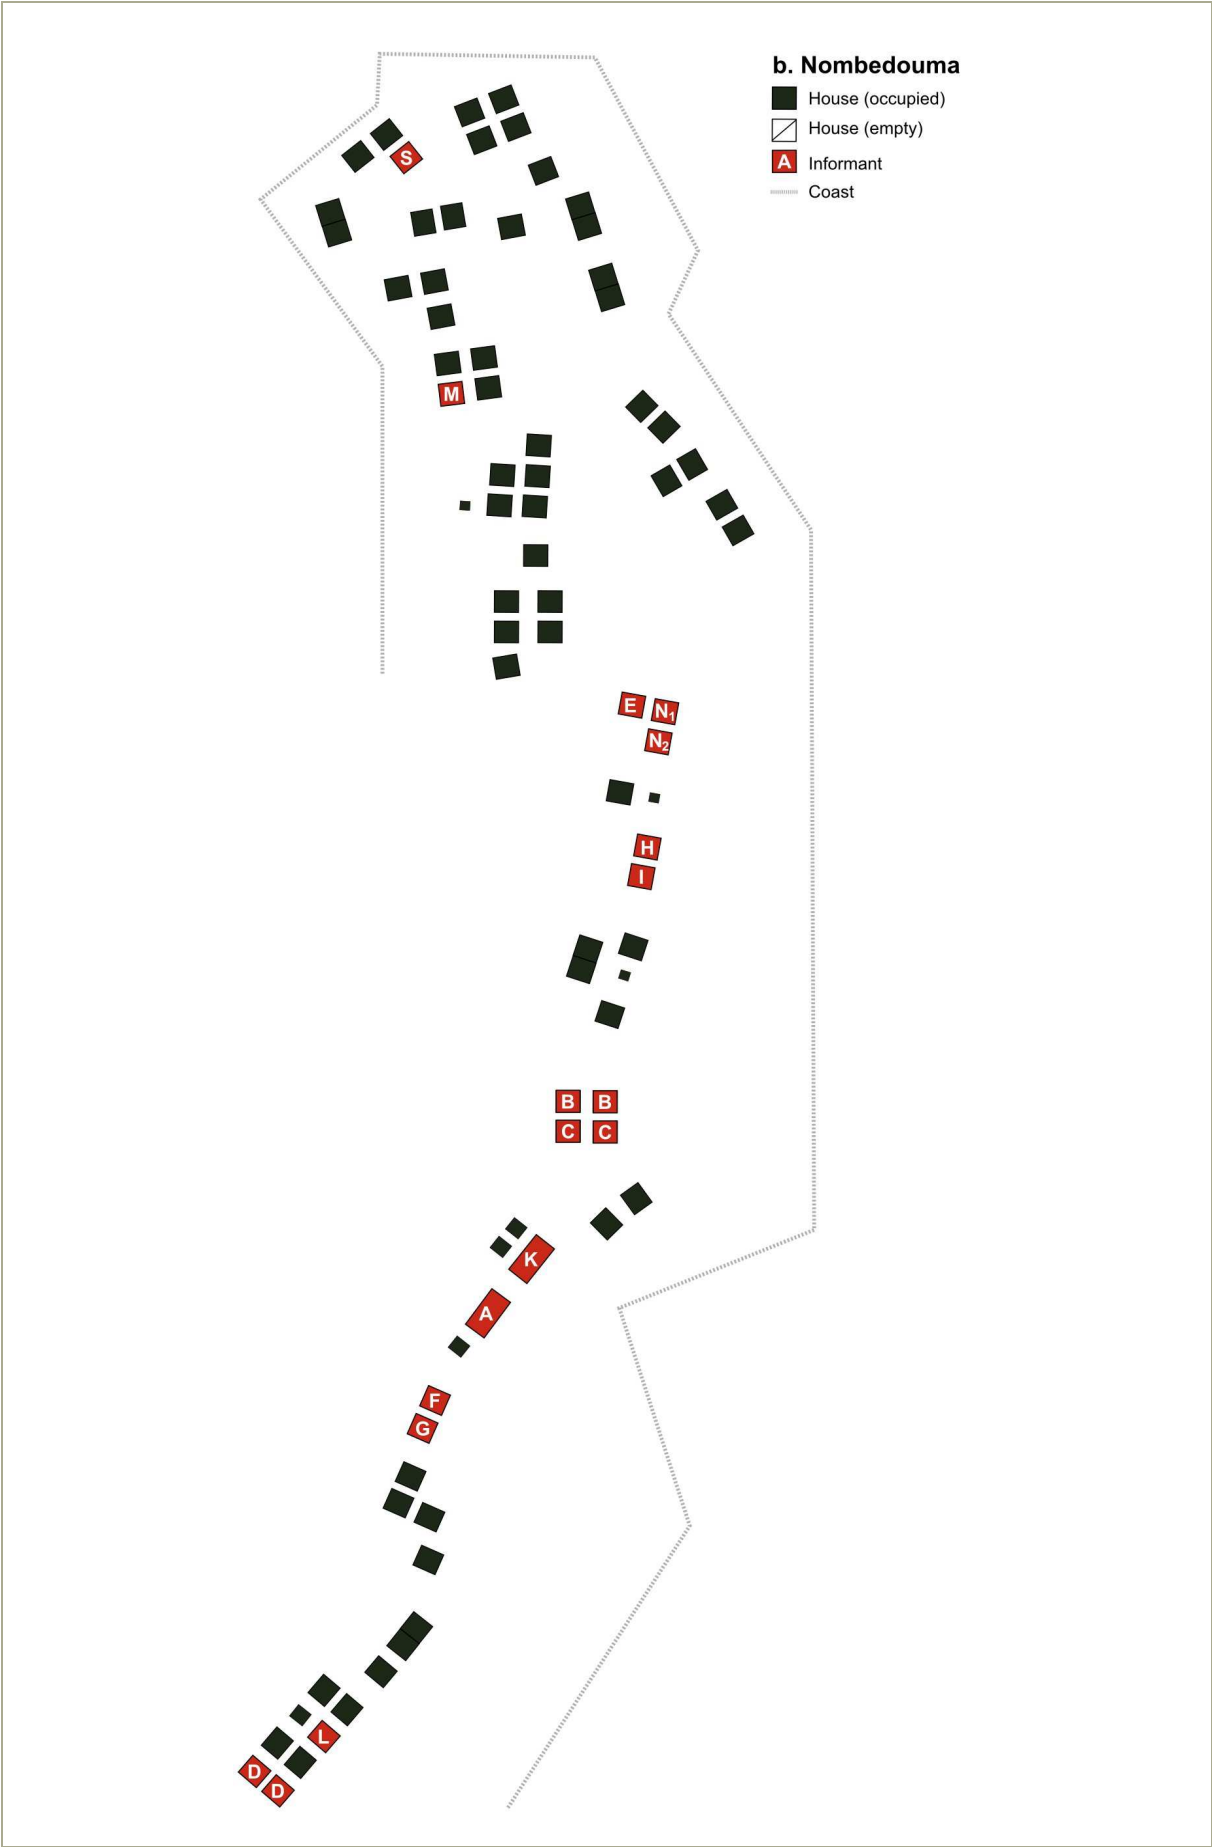 b. Nombedouma
House (occupied)
House (empty)
A Informant
Coast
S
M
E N₁
N₂
H
I
B B
C C
K
A
F
G
L
D
D